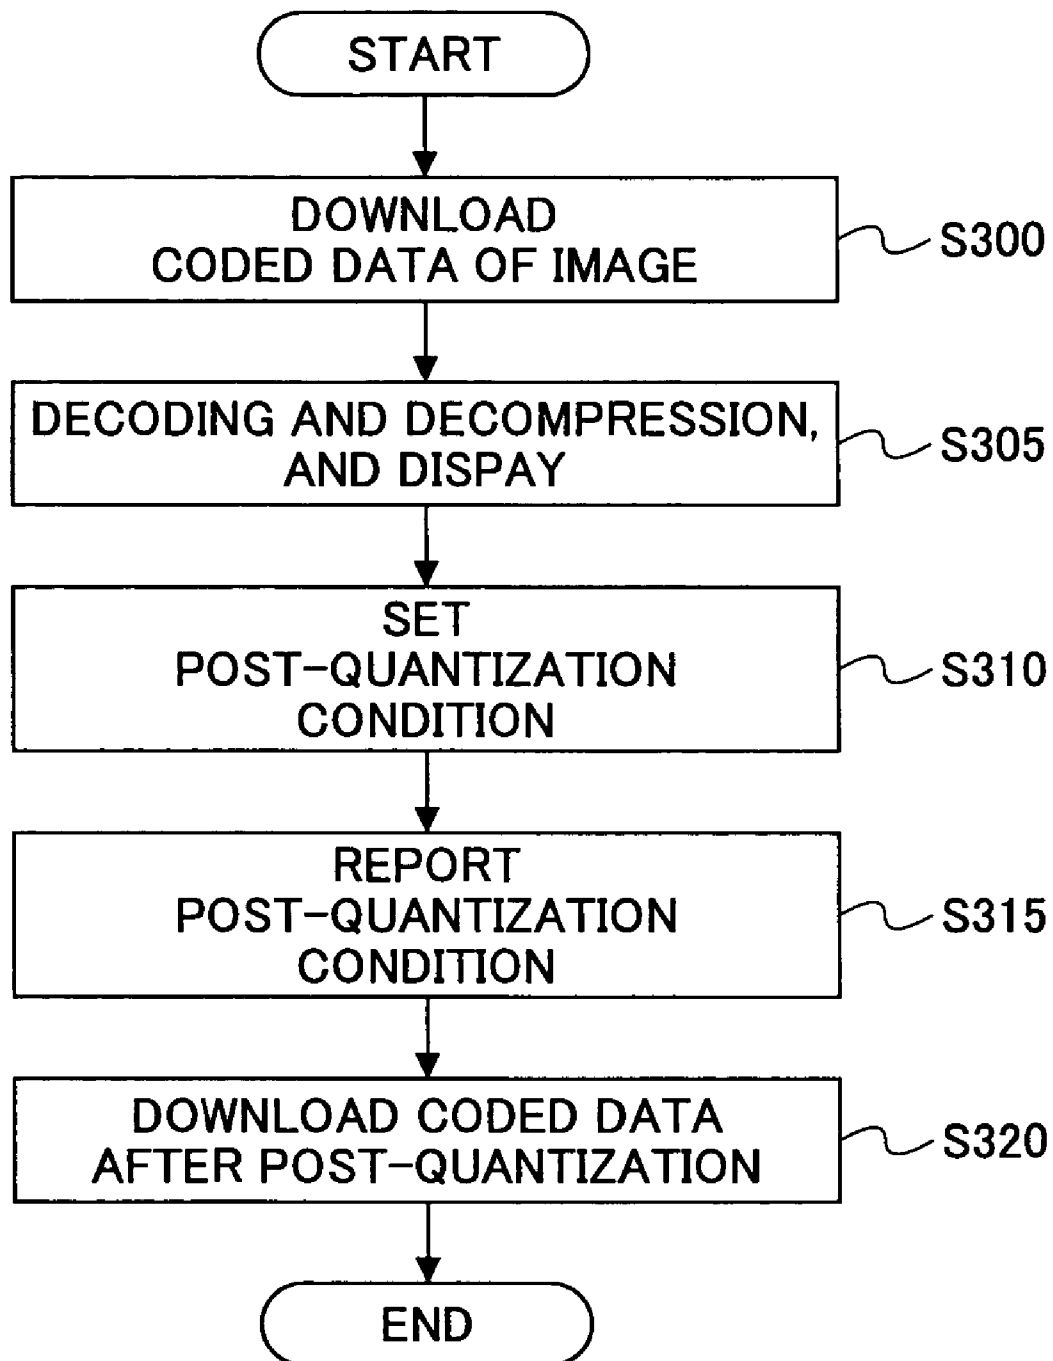 START
DOWNLOAD
CODED DATA OF IMAGE
S300
DECODING AND DECOMPRESSION,
AND DISPAY
S305
SET
POST-QUANTIZATION
CONDITION
S310
REPORT
POST-QUANTIZATION
CONDITION
S315
DOWNLOAD CODED DATA
AFTER POST-QUANTIZATION
S320
END